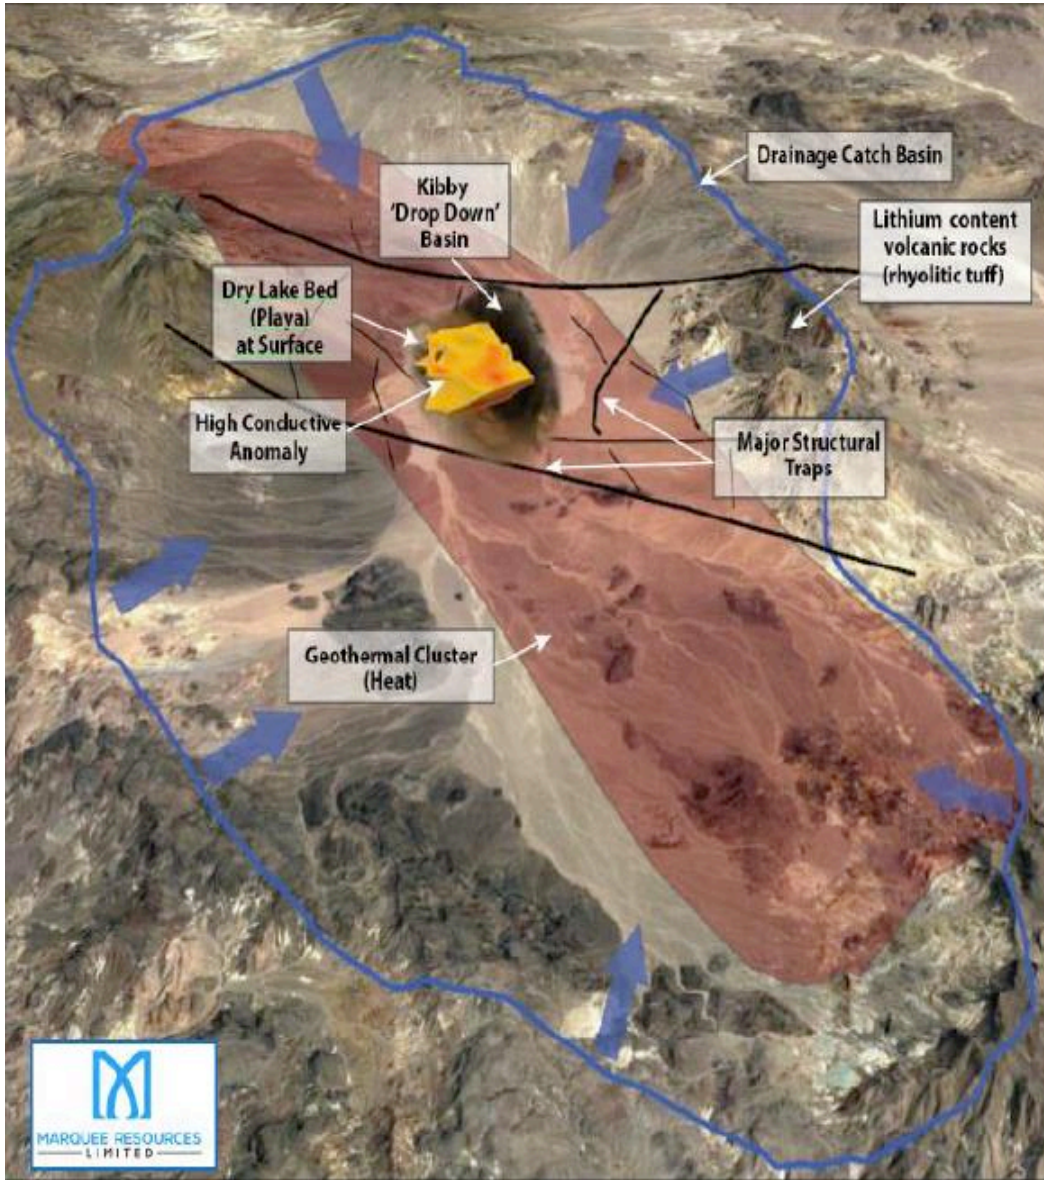 Drainage Catch Basin
Kibby
'Drop Down'
Basin
Lithium content
volcanic rocks
(rhyolitic tuff)
Dry Lake Bed
(Playa)
at Surface
High Conductive
Anomaly
Major Structural
Traps
Geothermal Cluster
(Heat)
MARQUEE RESOURCES
LIMITED